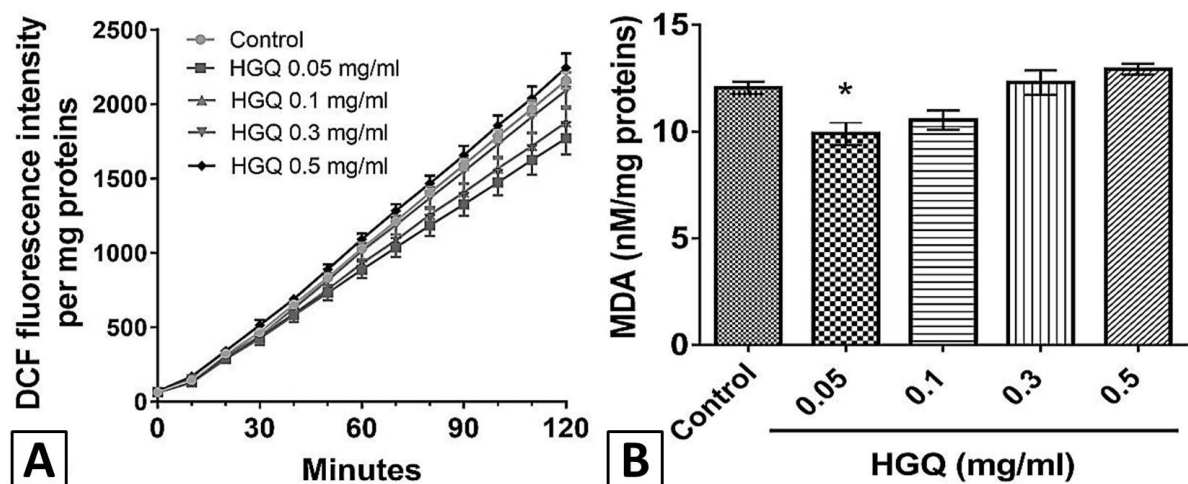 DCF fluorescence intensity
per mg proteins
2500
2000
1500
1000
500
0
Control
HGQ 0.05 mg/ml
HGQ 0.1 mg/ml
HGQ 0.3 mg/ml
HGQ 0.5 mg/ml
0
30
60
90
120
Minutes
A
MDA (nM/mg proteins)
15
10
5
0
*
Control
0.05
0.1
0.3
0.5
HGQ (mg/ml)
B